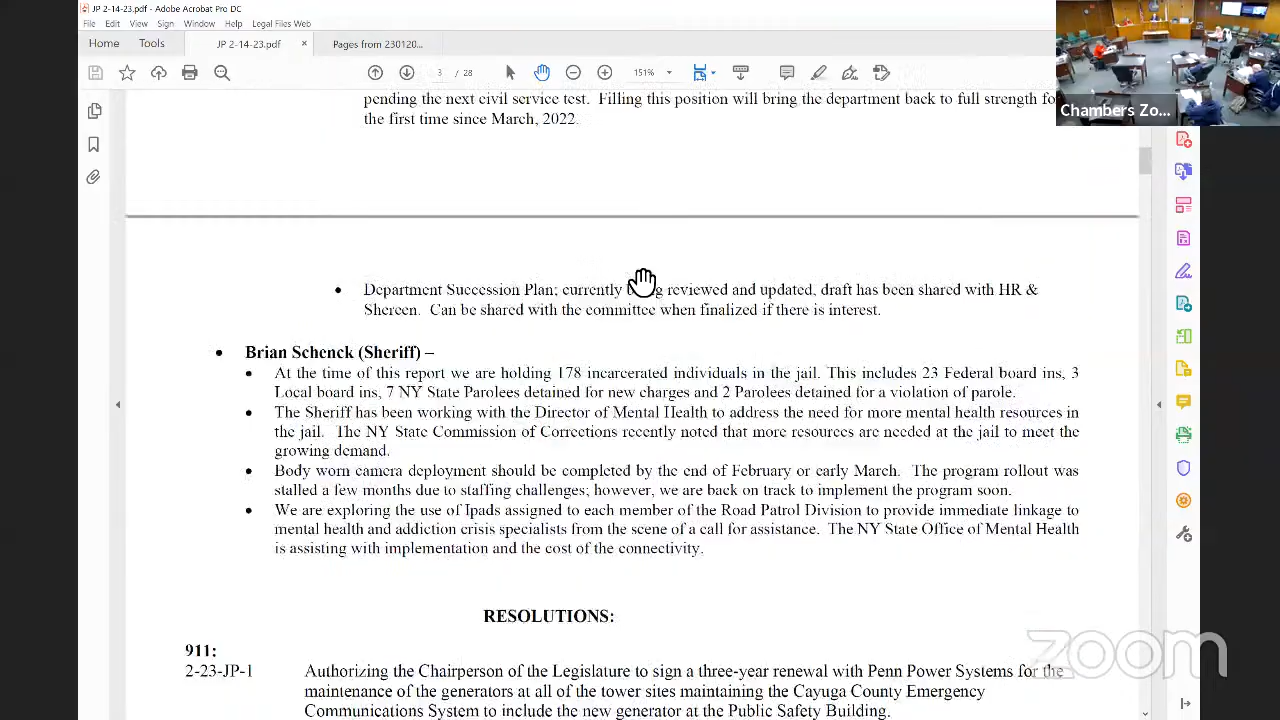 JP 2-14-23.pdf - Adobe Acrobat Pro DC
File Edit View Sign Window Help Legal Files Web
Home Tools JP 2-14-23.pdf × Pages from 230120...
3 / 28 151%
Chambers Zo...
pending the next civil service test. Filling this position will bring the department back to full strength fo
the first time since March, 2022.
• Department Succession Plan; currently reviewed and updated, draft has been shared with HR &
Shereen. Can be shared with the committee when finalized if there is interest.
• Brian Schenck (Sheriff) –
• At the time of this report we are holding 178 incarcerated individuals in the jail. This includes 23 Federal board ins, 3
Local board ins, 7 NY State Parolees detained for new charges and 2 Parolees detained for a violation of parole.
• The Sheriff has been working with the Director of Mental Health to address the need for more mental health resources in
the jail. The NY State Commission of Corrections recently noted that more resources are needed at the jail to meet the
growing demand.
• Body worn camera deployment should be completed by the end of February or early March. The program rollout was
stalled a few months due to staffing challenges; however, we are back on track to implement the program soon.
• We are exploring the use of Ipads assigned to each member of the Road Patrol Division to provide immediate linkage to
mental health and addiction crisis specialists from the scene of a call for assistance. The NY State Office of Mental Health
is assisting with implementation and the cost of the connectivity.
RESOLUTIONS:
911:
2-23-JP-1 Authorizing the Chairperson of the Legislature to sign a three-year renewal with Penn Power Systems for the
maintenance of the generators at all of the tower sites maintaining the Cayuga County Emergency
Communications System to include the new generator at the Public Safety Building.
zoom